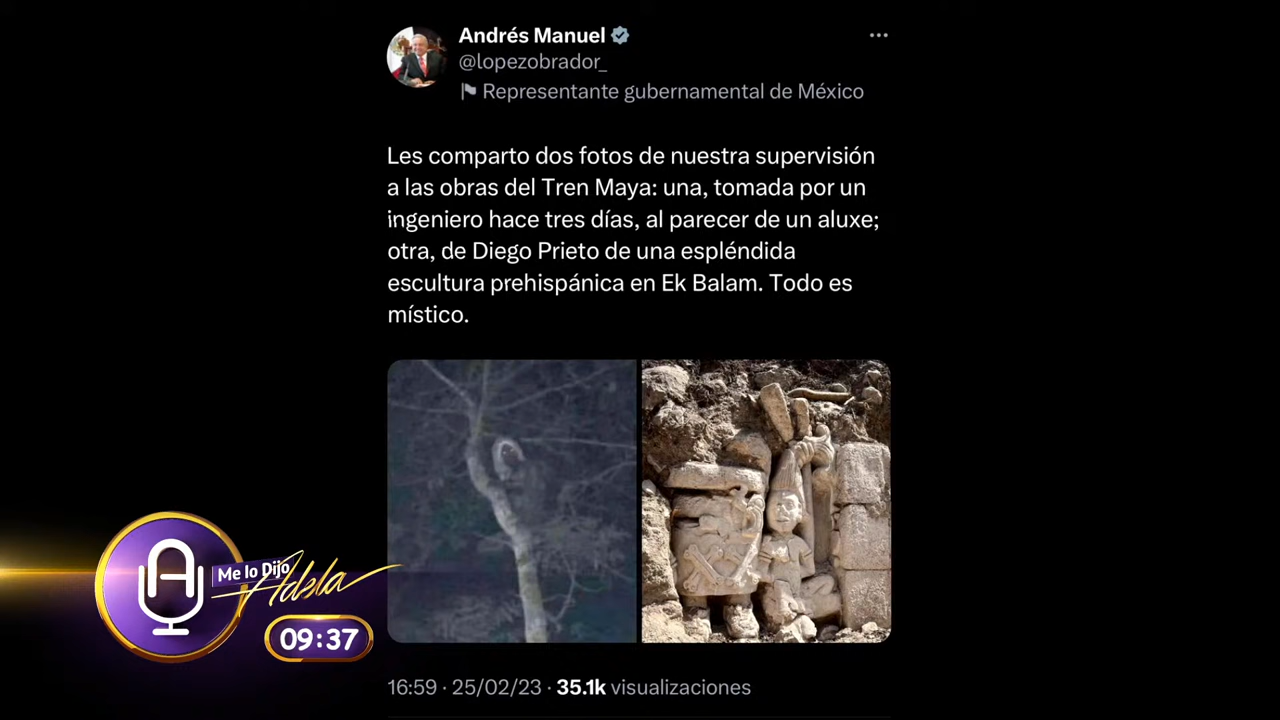 Andrés Manuel
@lopezobrador_
Representante gubernamental de México
Les comparto dos fotos de nuestra supervisión
a las obras del Tren Maya: una, tomada por un
ingeniero hace tres días, al parecer de un aluxe;
otra, de Diego Prieto de una espléndida
escultura prehispánica en Ek Balam. Todo es
místico.
Me lo Dijo
Adela
09:37
16:59 · 25/02/23 · 35.1k visualizaciones